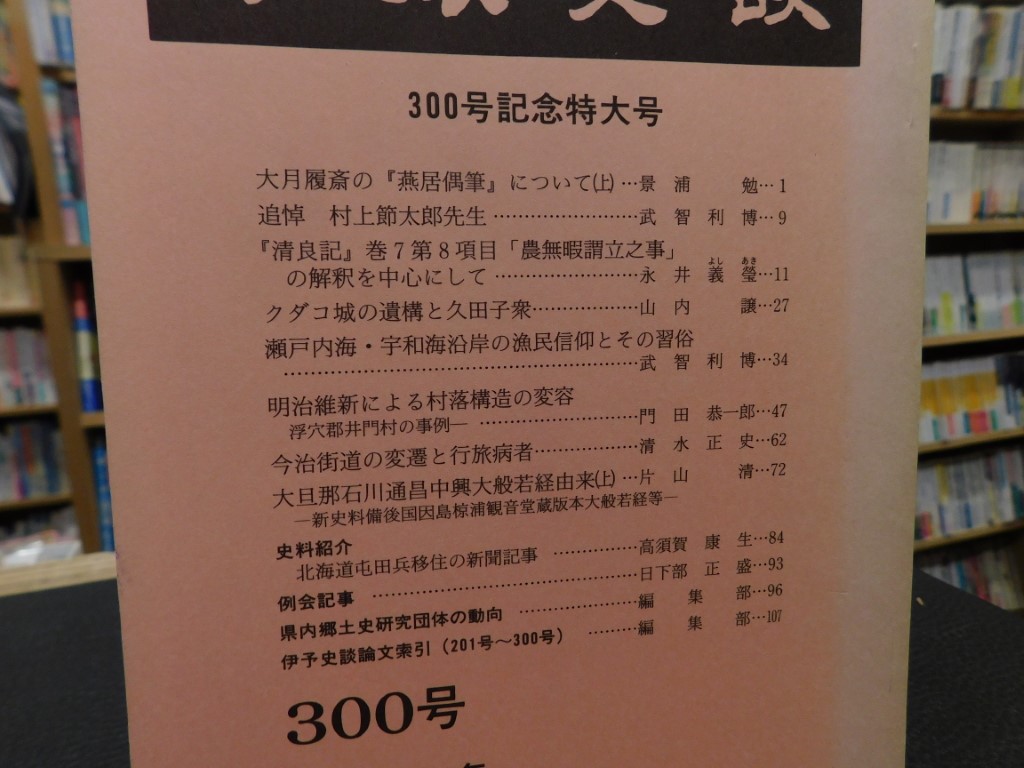 史談
300号記念特大号
大月履斎の『燕居偶筆』について(上)…景浦 勉…1
追悼 村上節太郎先生……………………武智利博…9
『清良記』巻7第8項目「農無暇謂立之事」
よし あき
の解釈を中心にして……………………永井義瑩…11
クダコ城の遺構と久田子衆………………山内 譲…27
瀬戸内海・宇和海沿岸の漁民信仰とその習俗
……………………………………………………武智利博…34
明治維新による村落構造の変容
浮穴郡井門村の事例― ………………………門田恭一郎…47
今治街道の変遷と行旅病者………………清水正史…62
大旦那石川通昌中興大般若経由来(上)…片山 清…72
―新史料備後国因島椋浦観音堂蔵版本大般若経等―
史料紹介
北海道屯田兵移住の新聞記事 …………高須賀康生…84
例会記事 ………………………………………日下部正盛…93
県内郷土史研究団体の動向 ………………編集部…96
伊予史談論文索引(201号〜300号) ………編集部…107
300号